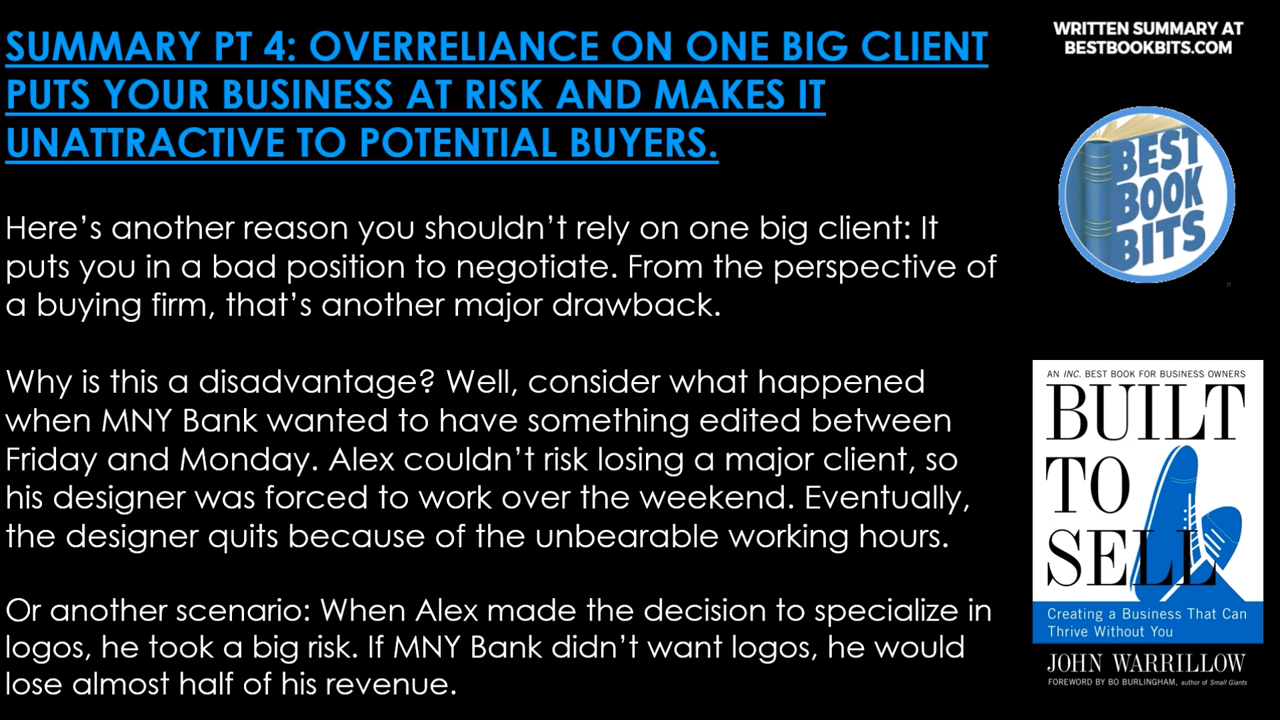 SUMMARY PT 4: OVERRELIANCE ON ONE BIG CLIENT
PUTS YOUR BUSINESS AT RISK AND MAKES IT
UNATTRACTIVE TO POTENTIAL BUYERS.
Here's another reason you shouldn't rely on one big client: It
puts you in a bad position to negotiate. From the perspective of
a buying firm, that's another major drawback.
Why is this a disadvantage? Well, consider what happened
when MNY Bank wanted to have something edited between
Friday and Monday. Alex couldn't risk losing a major client, so
his designer was forced to work over the weekend. Eventually,
the designer quits because of the unbearable working hours.
Or another scenario: When Alex made the decision to specialize in
logos, he took a big risk. If MNY Bank didn't want logos, he would
lose almost half of his revenue.
WRITTEN SUMMARY AT
BESTBOOKBITS.COM
BEST
BOOK
BITS
AN INC. BEST BOOK FOR BUSINESS OWNERS
BUILT
TO
SELL
Creating a Business That Can
Thrive Without You
JOHN WARRILLOW
FOREWORD BY BO BURLINGHAM, author of Small Giants